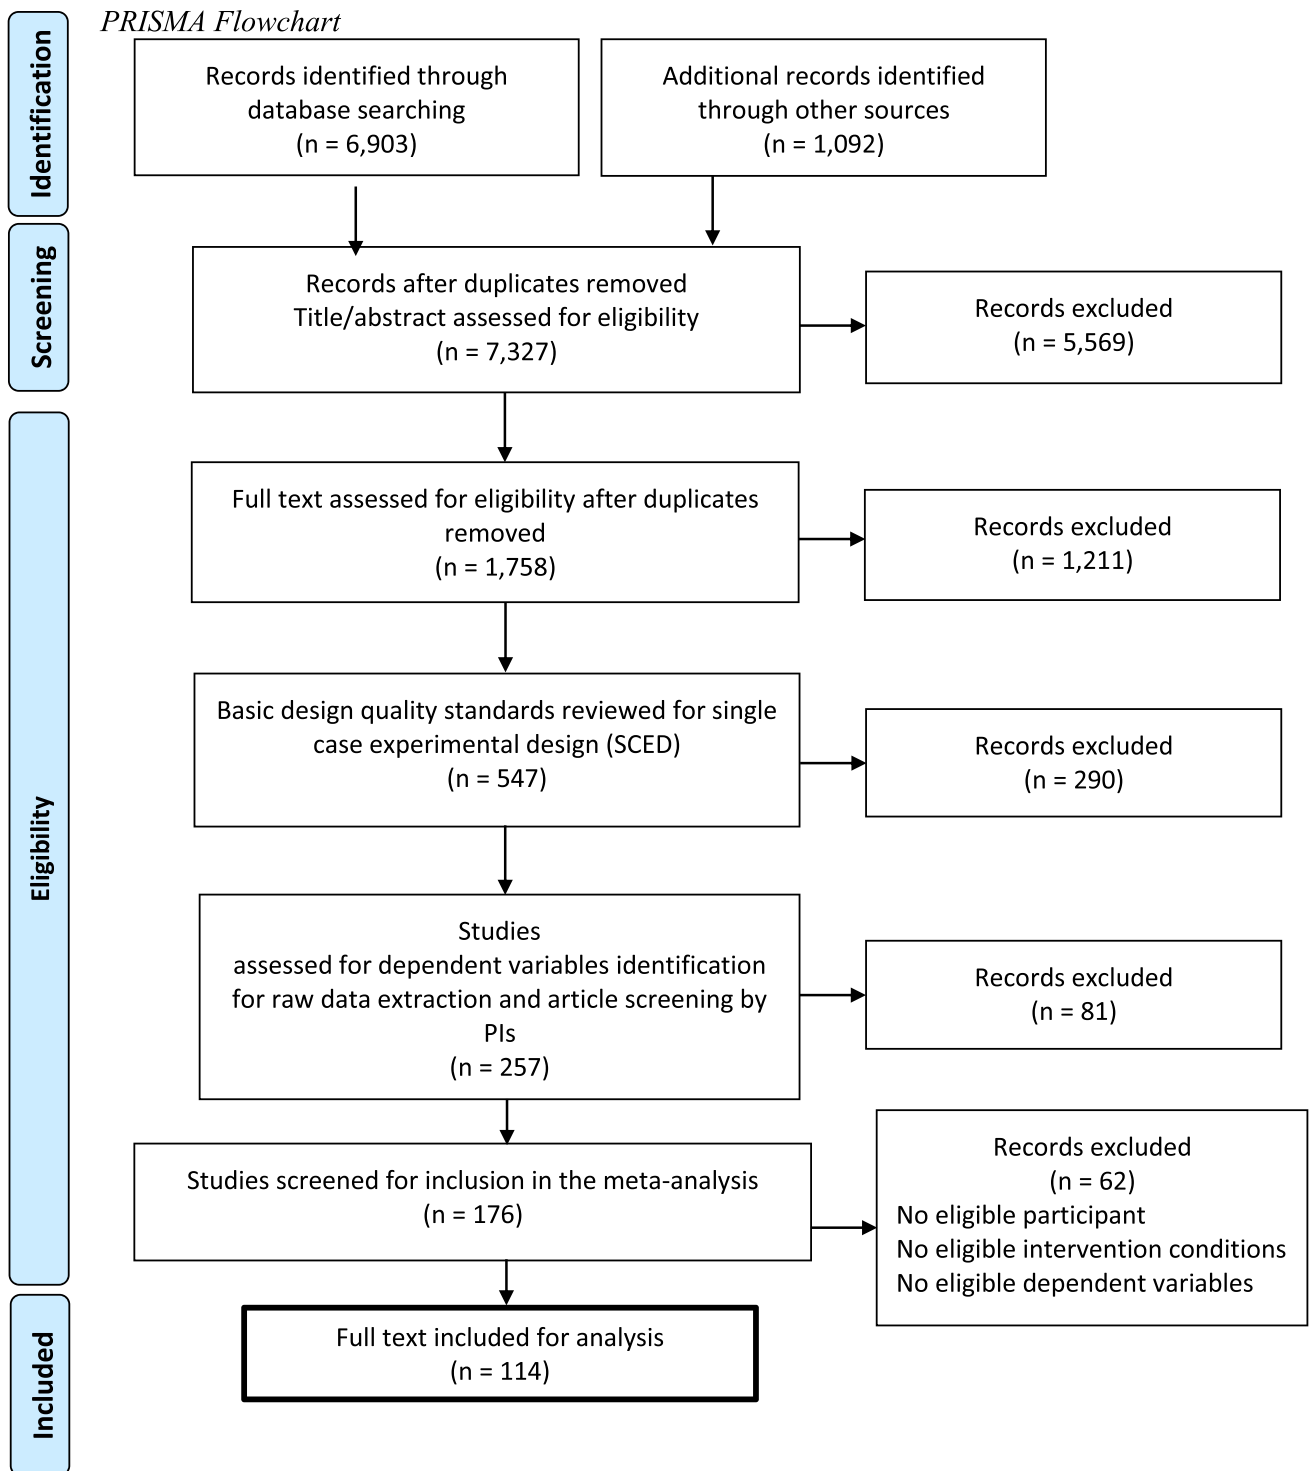 PRISMA Flowchart
Identification
Records identified through
database searching
(n = 6,903)
Additional records identified
through other sources
(n = 1,092)
Screening
Records after duplicates removed
Title/abstract assessed for eligibility
(n = 7,327)
Records excluded
(n = 5,569)
Eligibility
Full text assessed for eligibility after duplicates
removed
(n = 1,758)
Records excluded
(n = 1,211)
Basic design quality standards reviewed for single
case experimental design (SCED)
(n = 547)
Records excluded
(n = 290)
Studies
assessed for dependent variables identification
for raw data extraction and article screening by
PIs
(n = 257)
Records excluded
(n = 81)
Studies screened for inclusion in the meta-analysis
(n = 176)
Records excluded
(n = 62)
No eligible participant
No eligible intervention conditions
No eligible dependent variables
Included
Full text included for analysis
(n = 114)